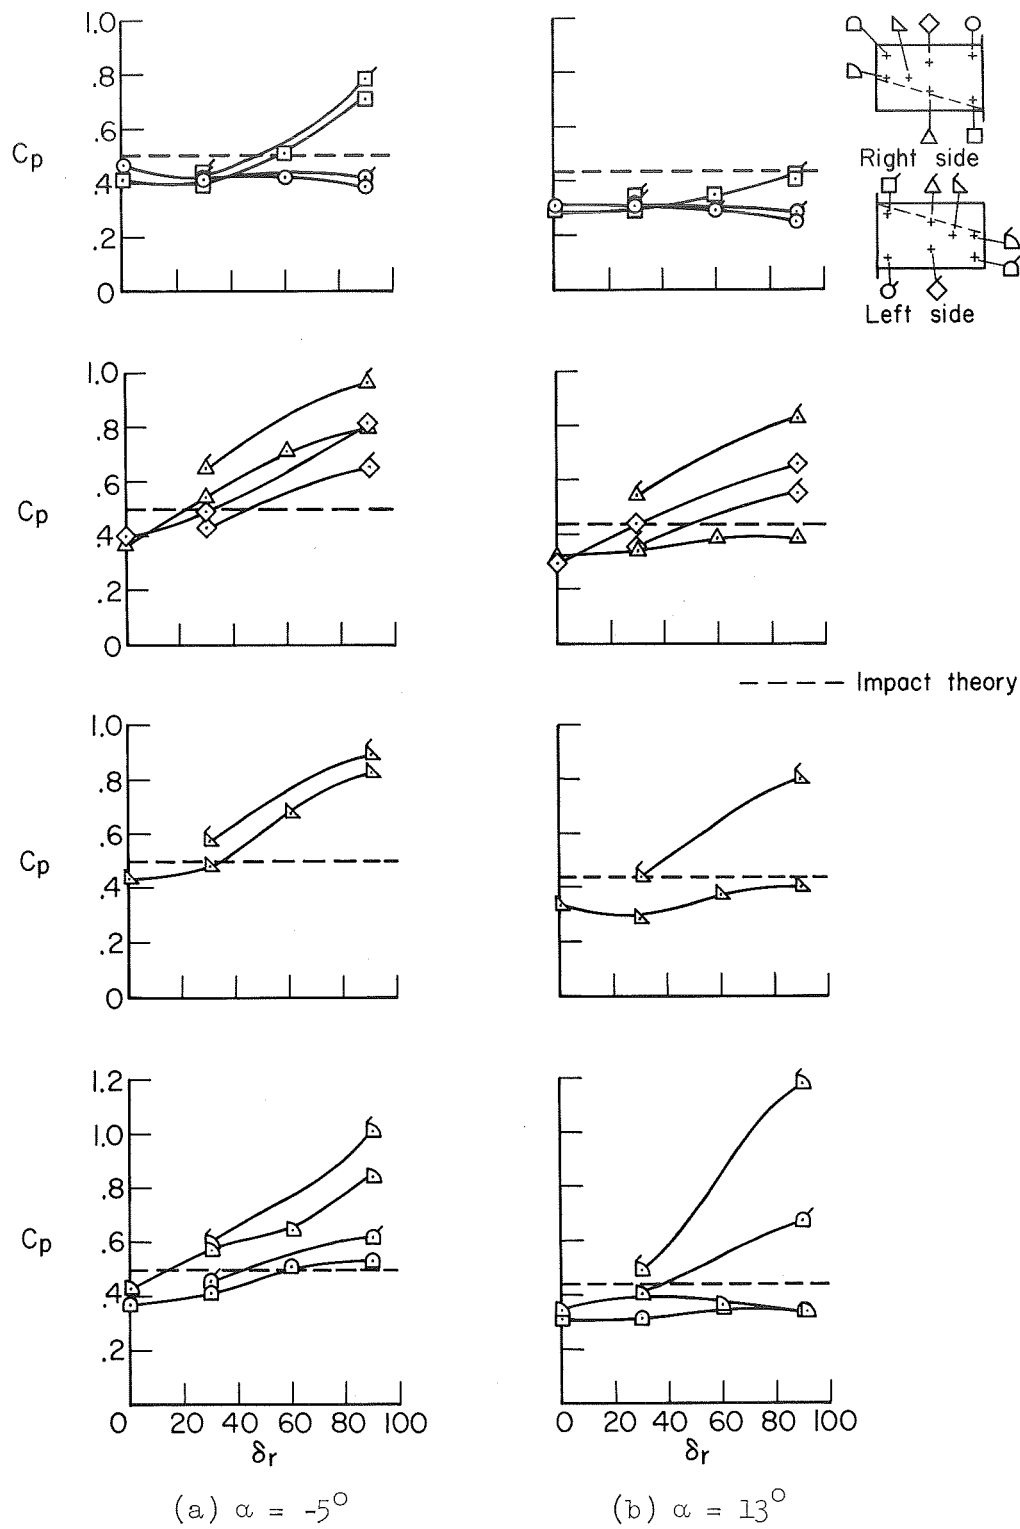 1.0
.8
.6
Cp
.4
.2
0
Right side
Left side
1.0
.8
.6
Cp
.4
.2
0
Impact theory
1.0
.8
.6
Cp
.4
.2
0
1.2
1.0
.8
.6
Cp
.4
.2
0 20 40 60 80 100
δr
0 20 40 60 80 100
δr
(a) α = -5°
(b) α = 13°